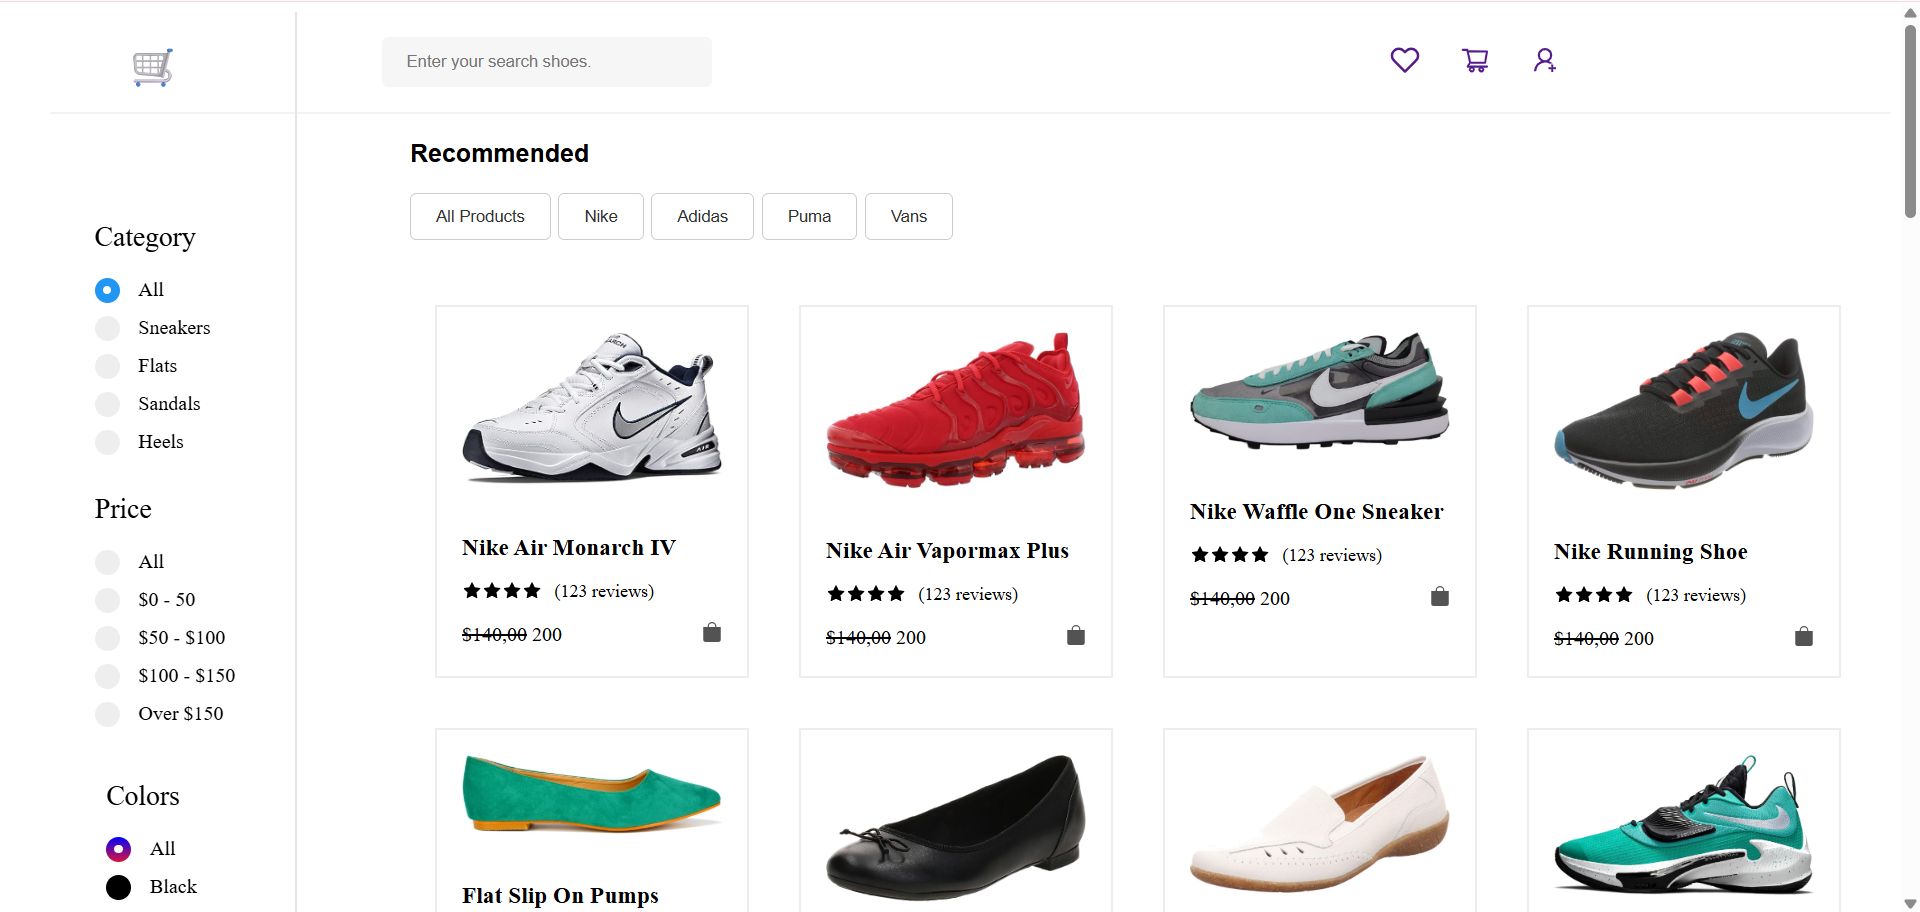 Enter your search shoes.
Recommended
All Products
Nike
Adidas
Puma
Vans
Category
All
Sneakers
Flats
Sandals
Heels
Price
All
$0 - 50
$50 - $100
$100 - $150
Over $150
Colors
All
Black
Nike Air Monarch IV
(123 reviews)
$140,00 200
Nike Air Vapormax Plus
(123 reviews)
$140,00 200
Nike Waffle One Sneaker
(123 reviews)
$140,00 200
Nike Running Shoe
(123 reviews)
$140,00 200
Flat Slip On Pumps